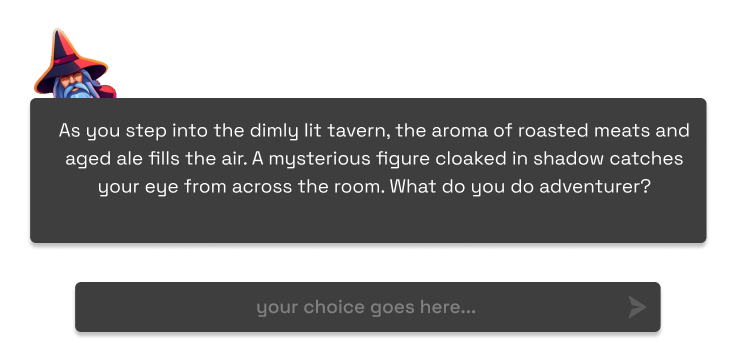 As you step into the dimly lit tavern, the aroma of roasted meats and
aged ale fills the air. A mysterious figure cloaked in shadow catches
your eye from across the room. What do you do adventurer?
your choice goes here...